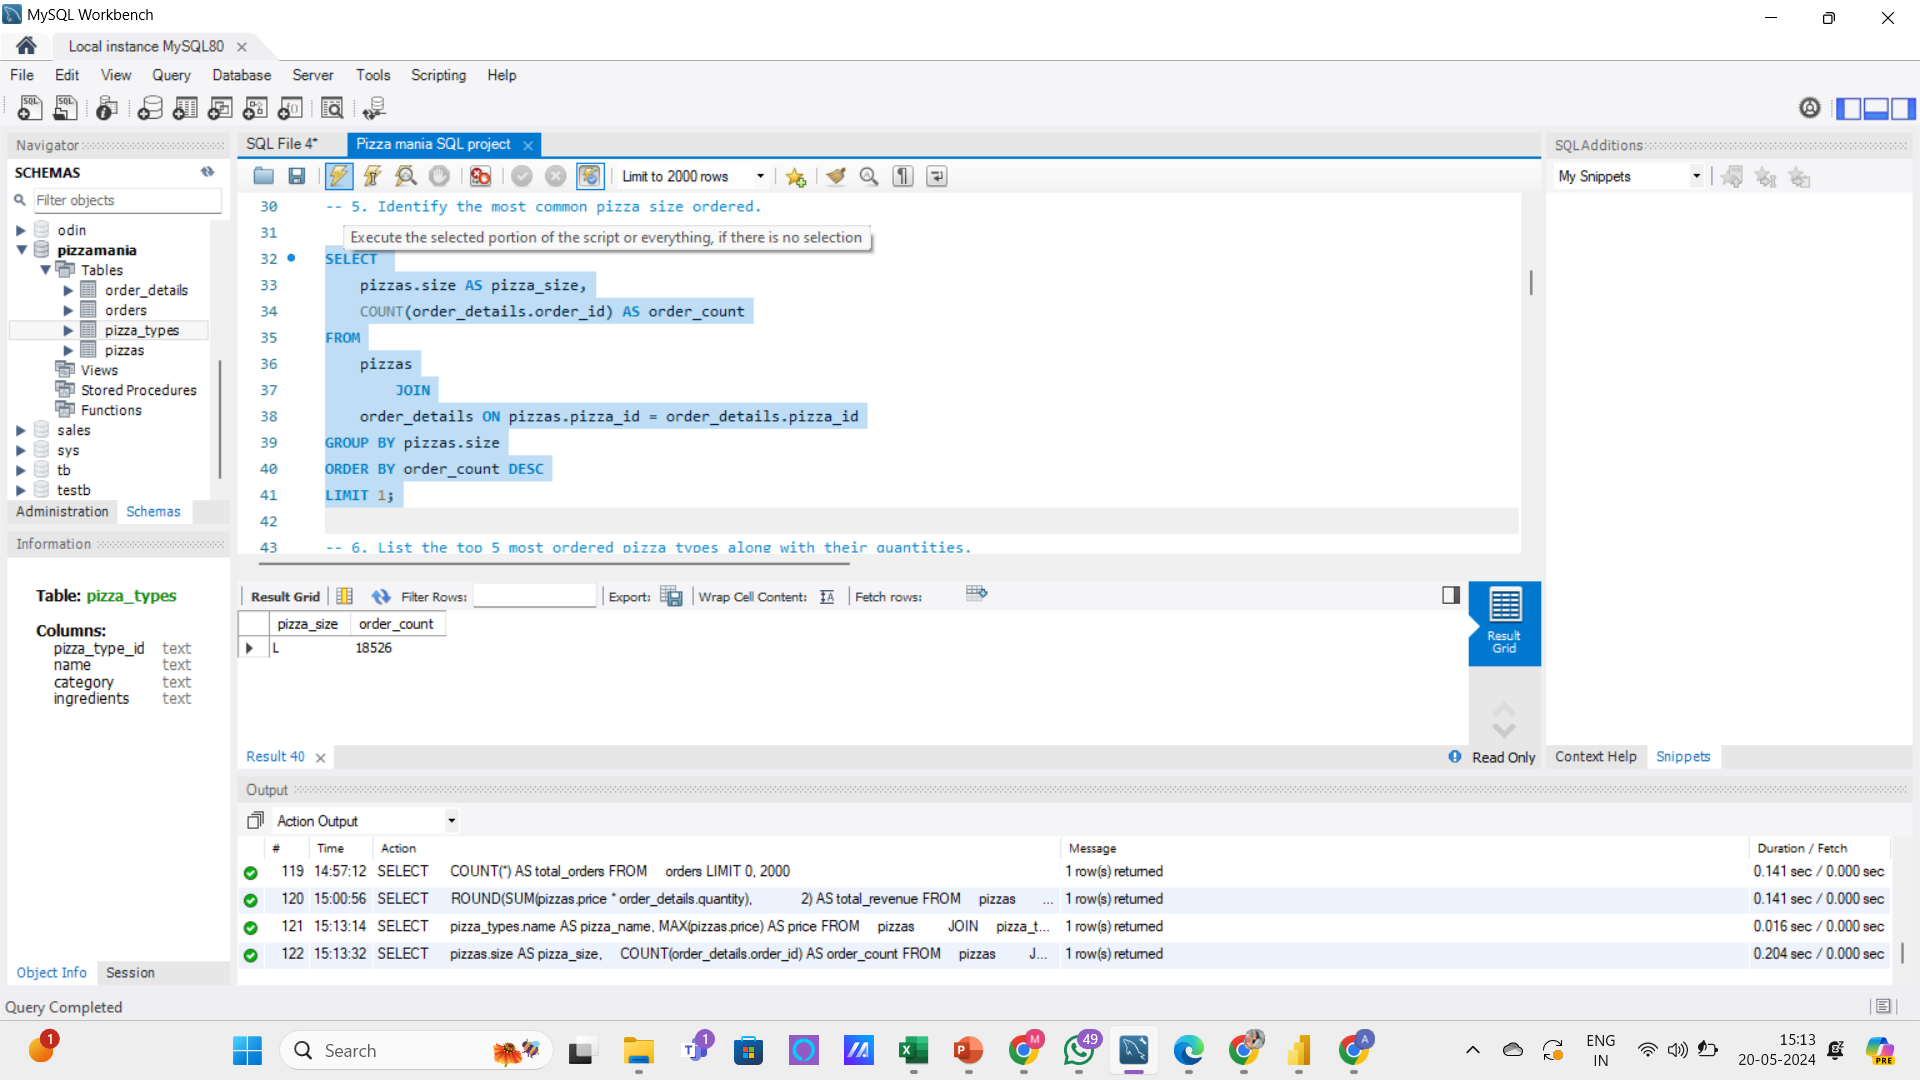 MySQL Workbench
Local instance MySQL80
File Edit View Query Database Server Tools Scripting Help
Navigator
SCHEMAS
Filter objects
odin
pizzamania
Tables
order_details
orders
pizza_types
pizzas
Views
Stored Procedures
Functions
sales
sys
tb
testb
Administration Schemas
Information
Table: pizza_types
Columns:
pizza_type_id text
name text
category text
ingredients text
Object Info Session
SQL File 4* Pizza mania SQL project
Limit to 2000 rows
30 -- 5. Identify the most common pizza size ordered.
31
Execute the selected portion of the script or everything, if there is no selection
32 SELECT
33 pizzas.size AS pizza_size,
34 COUNT(order_details.order_id) AS order_count
35 FROM
36 pizzas
37 JOIN
38 order_details ON pizzas.pizza_id = order_details.pizza_id
39 GROUP BY pizzas.size
40 ORDER BY order_count DESC
41 LIMIT 1;
42
43 -- 6. List the top 5 most ordered pizza types along with their quantities.
Result Grid Filter Rows: Export: Wrap Cell Content: Fetch rows:
pizza_size order_count
L 18526
Result Grid
Result 40
Read Only
SQLAdditions
My Snippets
Context Help Snippets
Output
Action Output
# Time Action Message Duration / Fetch
119 14:57:12 SELECT COUNT(*) AS total_orders FROM orders LIMIT 0, 2000 1 row(s) returned 0.141 sec / 0.000 sec
120 15:00:56 SELECT ROUND(SUM(pizzas.price * order_details.quantity), 2) AS total_revenue FROM pizzas ... 1 row(s) returned 0.141 sec / 0.000 sec
121 15:13:14 SELECT pizza_types.name AS pizza_name, MAX(pizzas.price) AS price FROM pizzas JOIN pizza_t... 1 row(s) returned 0.016 sec / 0.000 sec
122 15:13:32 SELECT pizzas.size AS pizza_size, COUNT(order_details.order_id) AS order_count FROM pizzas J... 1 row(s) returned 0.204 sec / 0.000 sec
Query Completed
1
Search
1
M
49
A
ENG
IN
15:13
20-05-2024
PRE